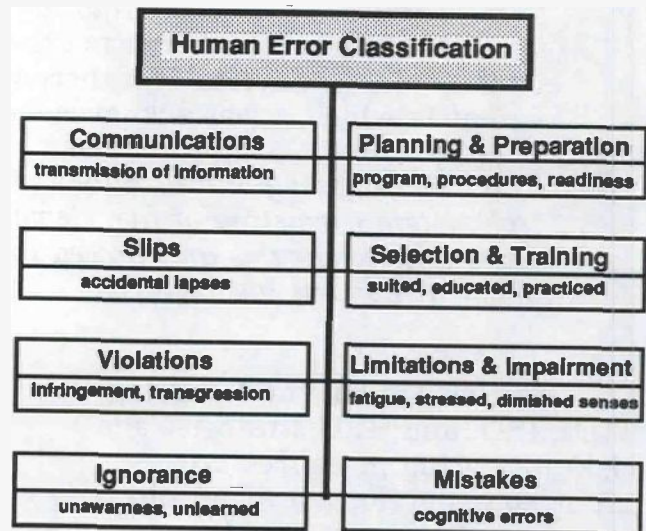 Human Error Classification
Communications
transmission of information
Planning & Preparation
program, procedures, readiness
Slips
accidental lapses
Selection & Training
suited, educated, practiced
Violations
infringement, transgression
Limitations & Impairment
fatigue, stressed, dimished senses
Ignorance
unawarness, unlearned
Mistakes
cognitive errors